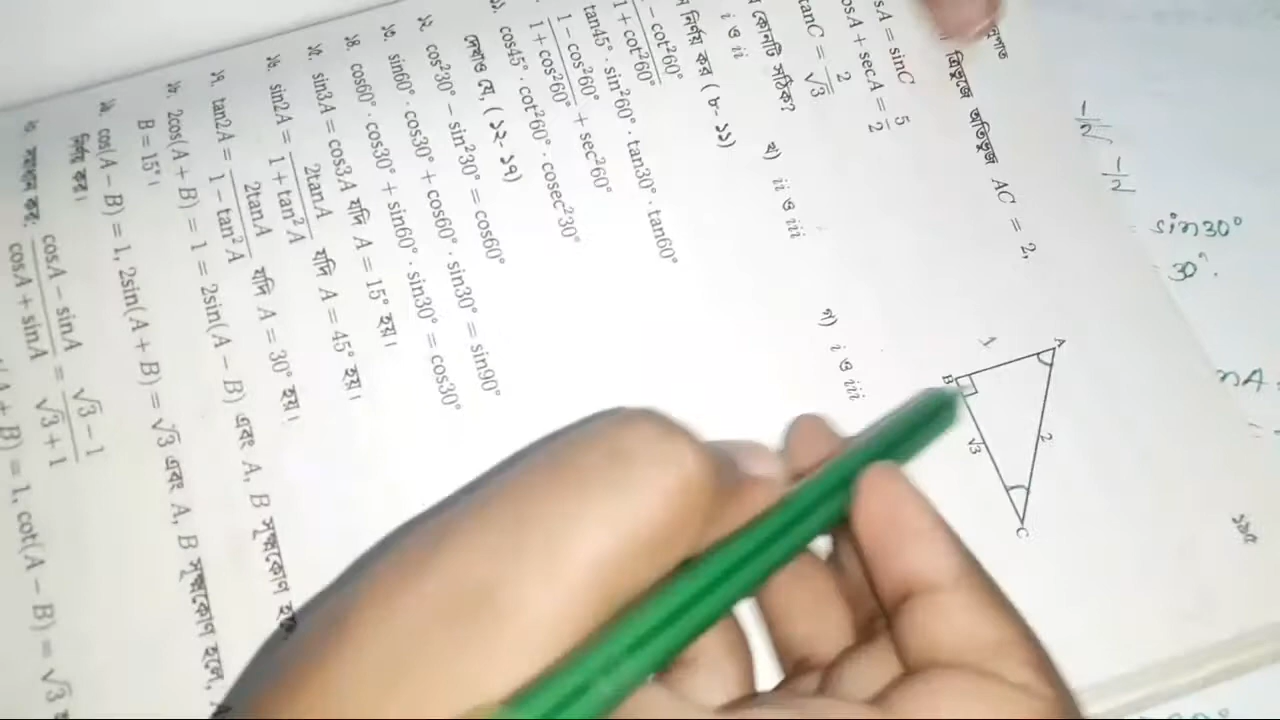 ১৯৫
ত্রিভুজে অতিভুজ AC = 2,
A
1
2
B
√3
C
sA = sinC
osA + secA = 5/2
tanC = 2/√3
কোনটি সঠিক?
i ও ii
খ) ii ও iii
গ) i ও iii
নির্ণয় কর (৮-১১)
- cot²60°
1 + cot²60°
tan45° · sin²60° · tan30° · tan60°
1 − cos²60° / 1 + cos²60° + sec²60°
cos45° · cot²60° · cosec²30°
দেখাও যে, (১২-১৭)
১২. cos²30° − sin²30° = cos60°
১৩. sin60° · cos30° + cos60° · sin30° = sin90°
১৪. cos60° · cos30° + sin60° · sin30° = cos30°
১৫. sin3A = cos3A যদি A = 15° হয়।
১৬. sin2A = 2tanA / 1 + tan²A যদি A = 45° হয়।
১৭. tan2A = 2tanA / 1 − tan²A যদি A = 30° হয়।
১৮. 2cos(A + B) = 1 = 2sin(A − B) এবং A, B সূক্ষ্মকোণ
B = 15°।
১৯. cos(A − B) = 1, 2sin(A + B) = √3 এবং A, B সূক্ষ্মকোণ হলে,
নির্ণয় কর।
সমাধান কর: cosA − sinA / cosA + sinA = √3 − 1 / √3 + 1
A + B) = 1, cot(A − B) = √3
sin30°
30°.